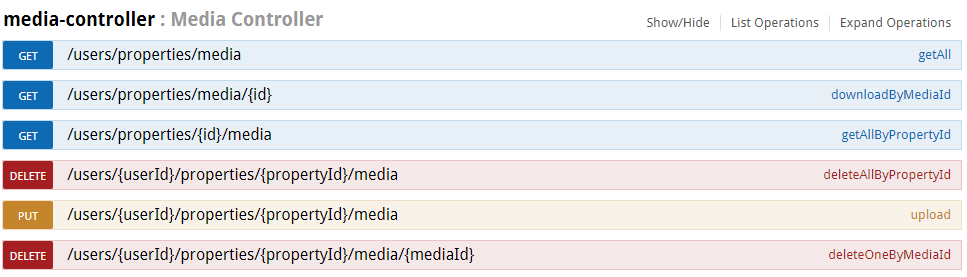 media-controller : Media Controller Show/Hide List Operations Expand Operations
GET /users/properties/media getAll
GET /users/properties/media/{id} downloadByMediaId
GET /users/properties/{id}/media getAllByPropertyId
DELETE /users/{userId}/properties/{propertyId}/media deleteAllByPropertyId
PUT /users/{userId}/properties/{propertyId}/media upload
DELETE /users/{userId}/properties/{propertyId}/media/{mediaId} deleteOneByMediaId